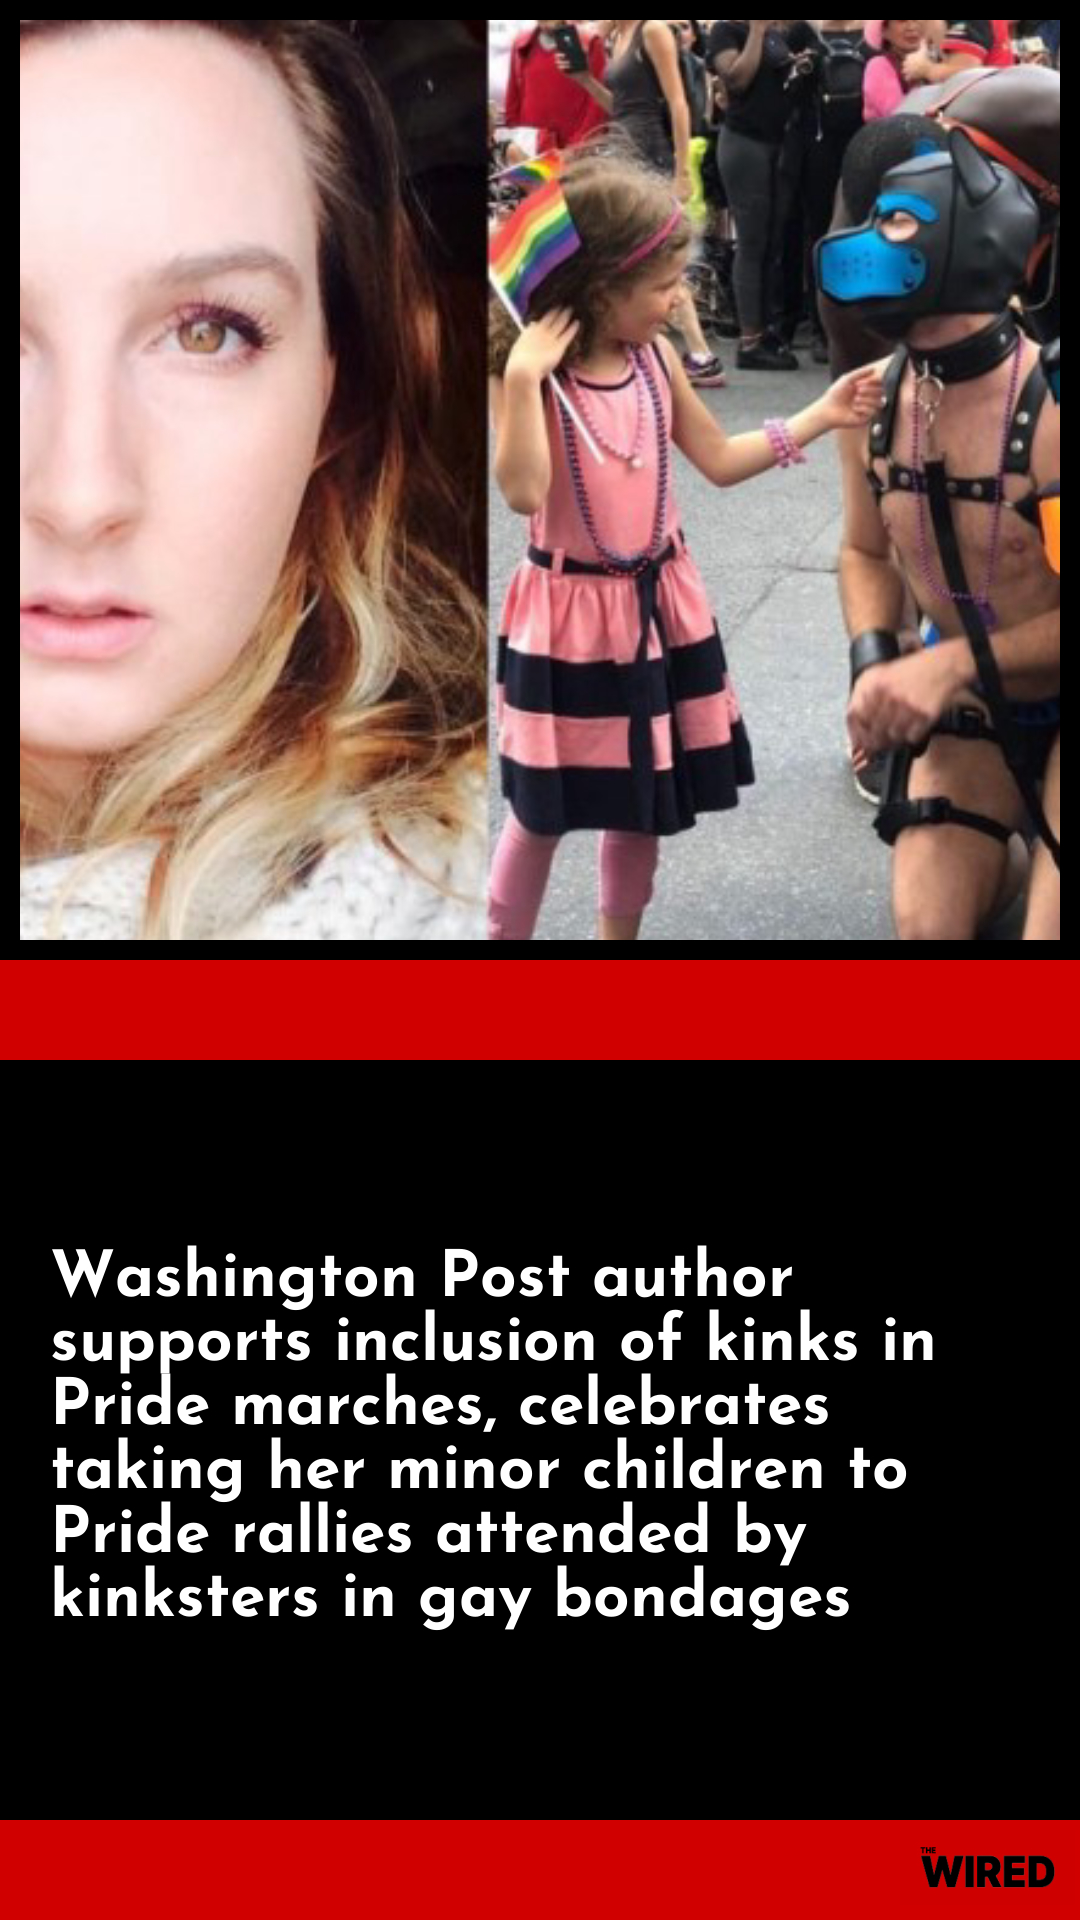 Washington Post author
supports inclusion of kinks in
Pride marches, celebrates
taking her minor children to
Pride rallies attended by
kinksters in gay bondages
THE
WIRED